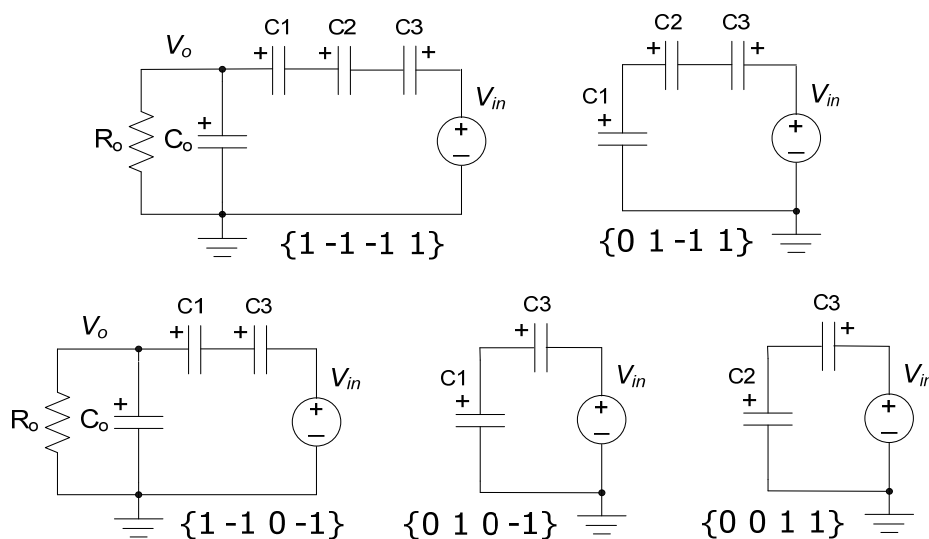 C1 C2 C3
Vo
+ + +
Ro
+
Co
Vin
+
−
{1 -1 -1 1}
C2 C3
+ +
C1
+
Vin
+
−
{0 1 -1 1}
C1 C3
Vo
+ +
Ro
+
Co
Vin
+
−
{1 -1 0 -1}
C3
+
C1
+
Vin
+
−
{0 1 0 -1}
C3
+
C2
+
Vin
+
−
{0 0 1 1}